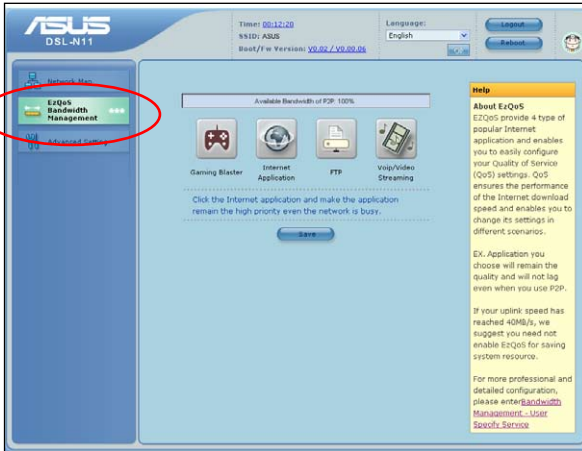 ASUS
DSL-N11
Time: 00:12:20
SSID: ASUS
Boot/Fw Version: V0.02 / V0.00.06
Language:
English
Logout
Reboot
Network Map
EzQoS
Bandwidth
Management
Advanced Setting
Available Bandwidth of P2P: 100%
Gaming Blaster
Internet
Application
FTP
Voip/Video
Streaming
Click the Internet application and make the application
remain the high priority even the network is busy.
Save
Help
About EzQoS
EZQoS provide 4 type of
popular Internet
application and enables
you to easily configure
your Quality of Service
(QoS) settings. QoS
ensures the performance
of the Internet download
speed and enables you to
change its settings in
different scenarios.
EX. Application you
choose will remain the
quality and will not lag
even when you use P2P.
If your uplink speed has
reached 40MB/s, we
suggest you need not
enable EzQoS for saving
system resource.
For more professional and
detailed configuration,
please enterBandwidth
Management - User
Specify Service